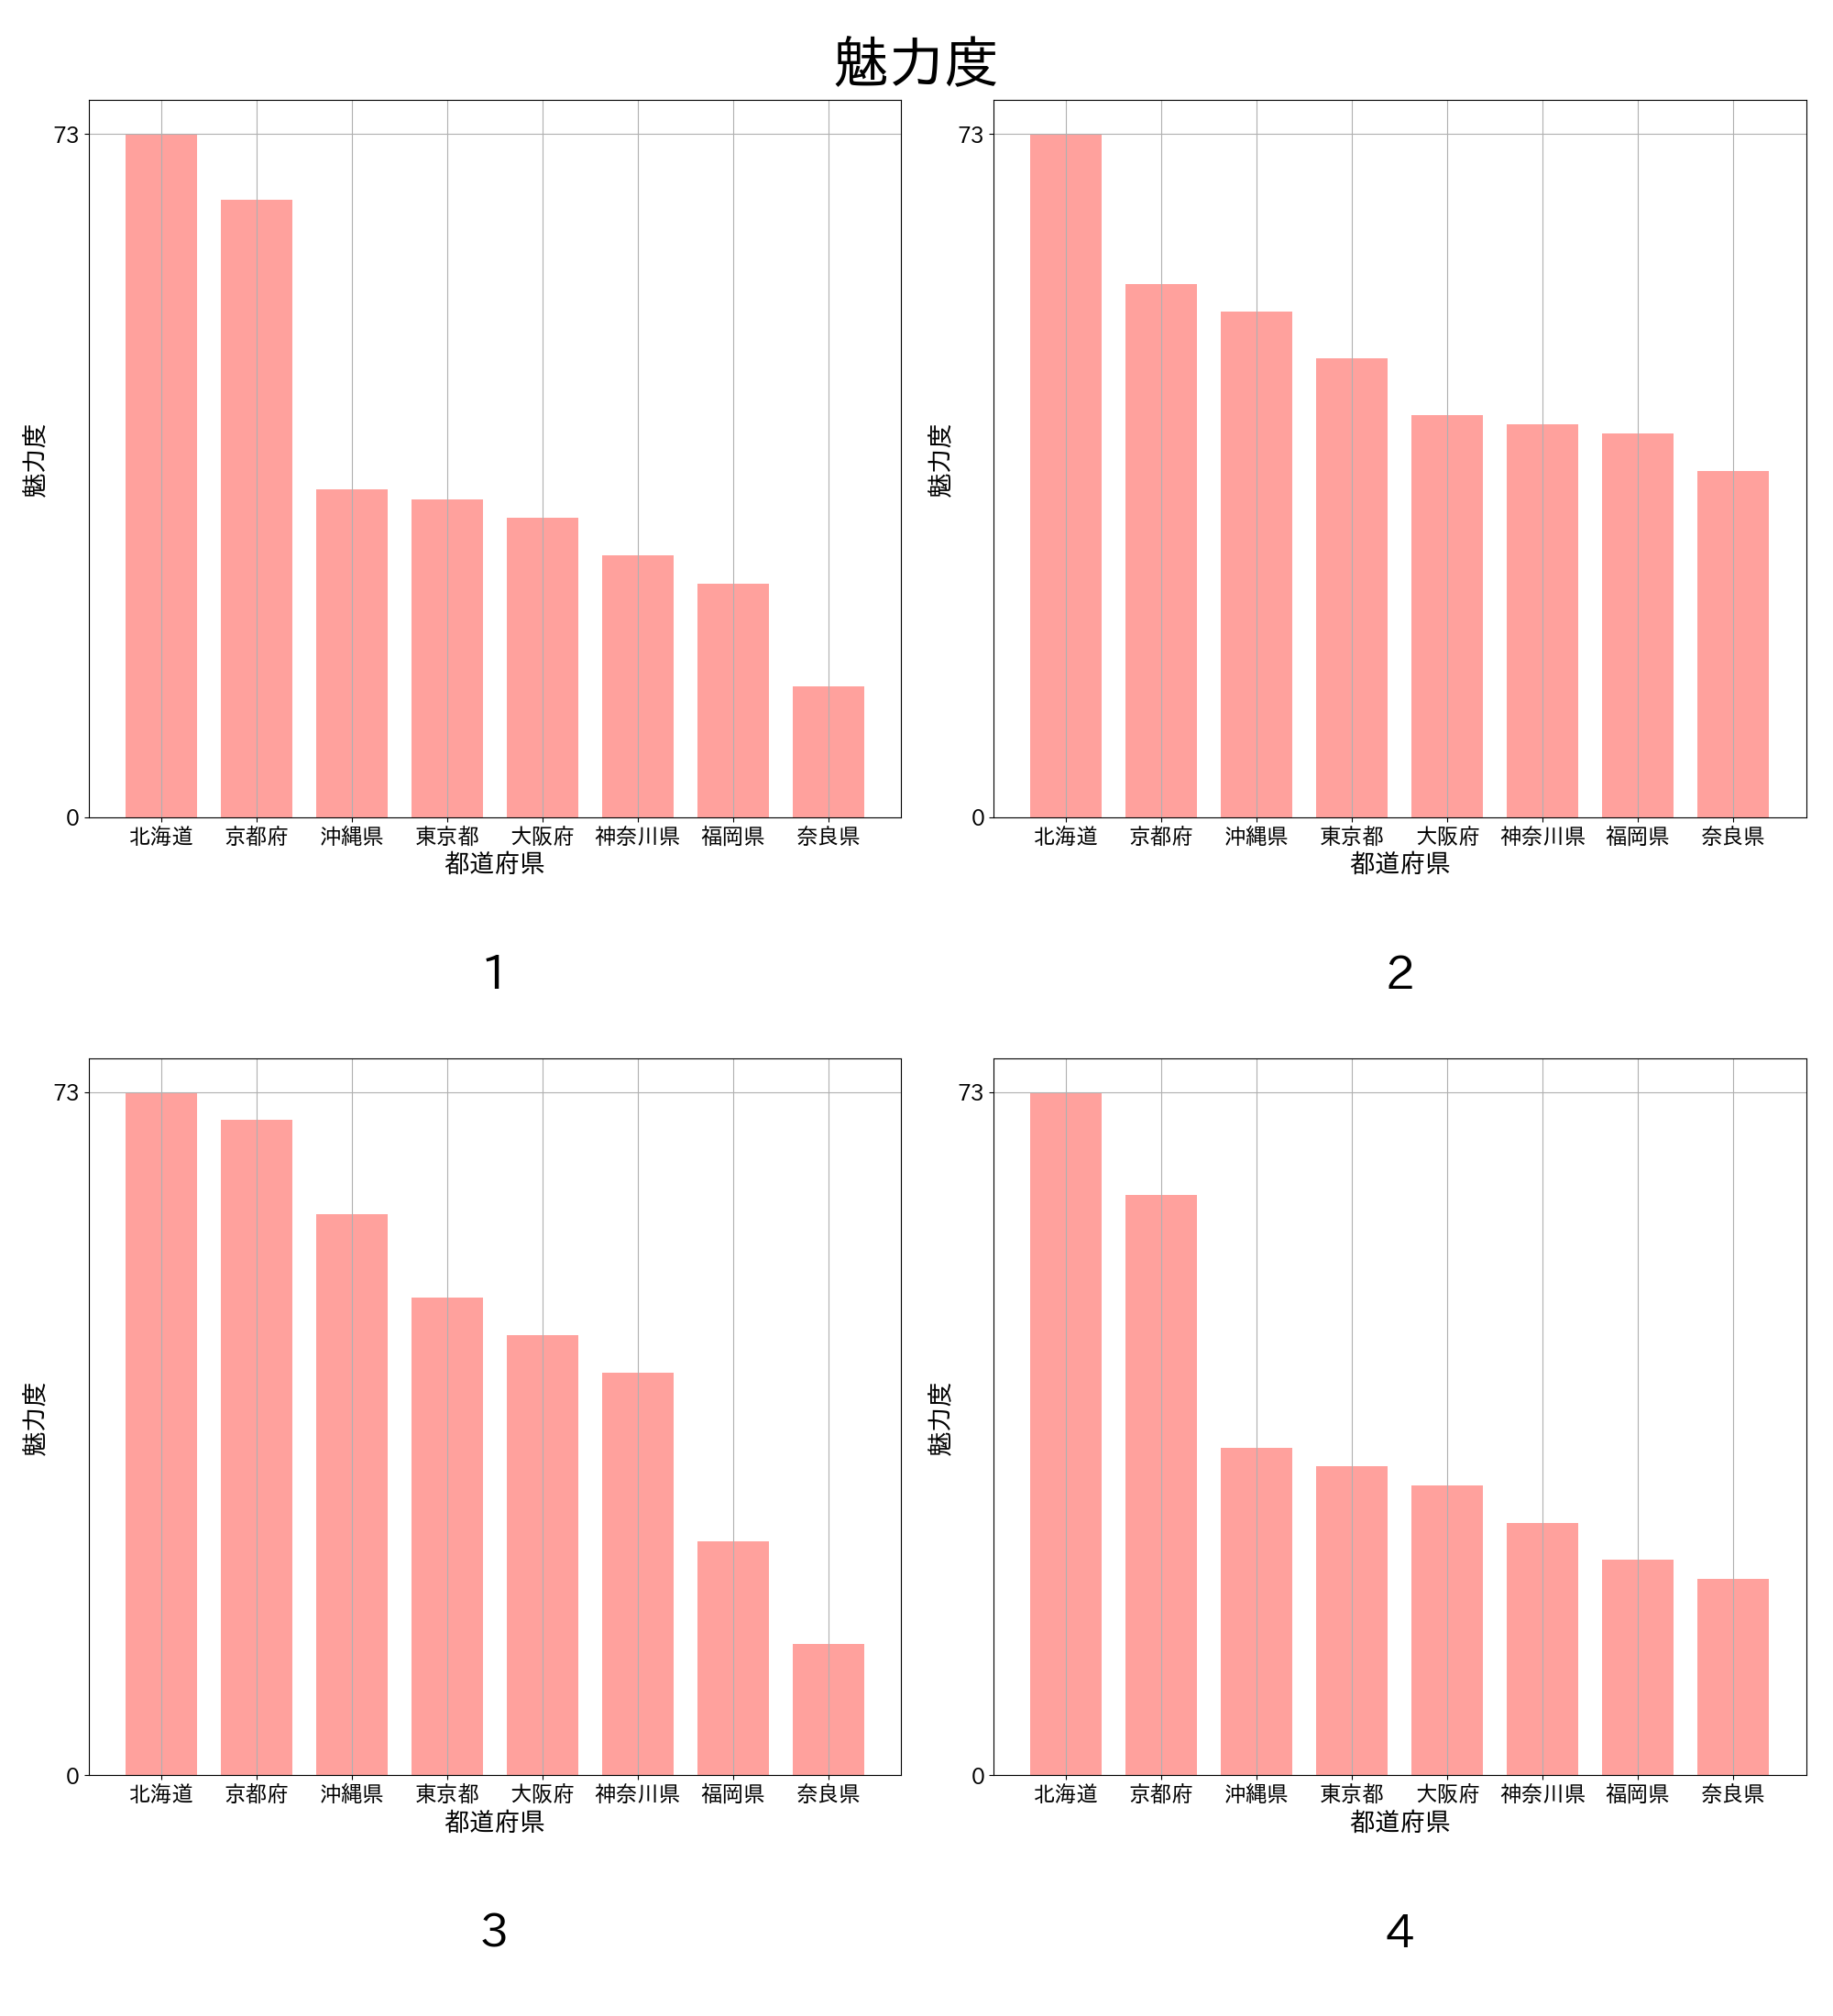 魅力度
73
0
魅力度
北海道 京都府 沖縄県 東京都 大阪府 神奈川県 福岡県 奈良県
都道府県
1
73
0
魅力度
北海道 京都府 沖縄県 東京都 大阪府 神奈川県 福岡県 奈良県
都道府県
2
73
0
魅力度
北海道 京都府 沖縄県 東京都 大阪府 神奈川県 福岡県 奈良県
都道府県
3
73
0
魅力度
北海道 京都府 沖縄県 東京都 大阪府 神奈川県 福岡県 奈良県
都道府県
4